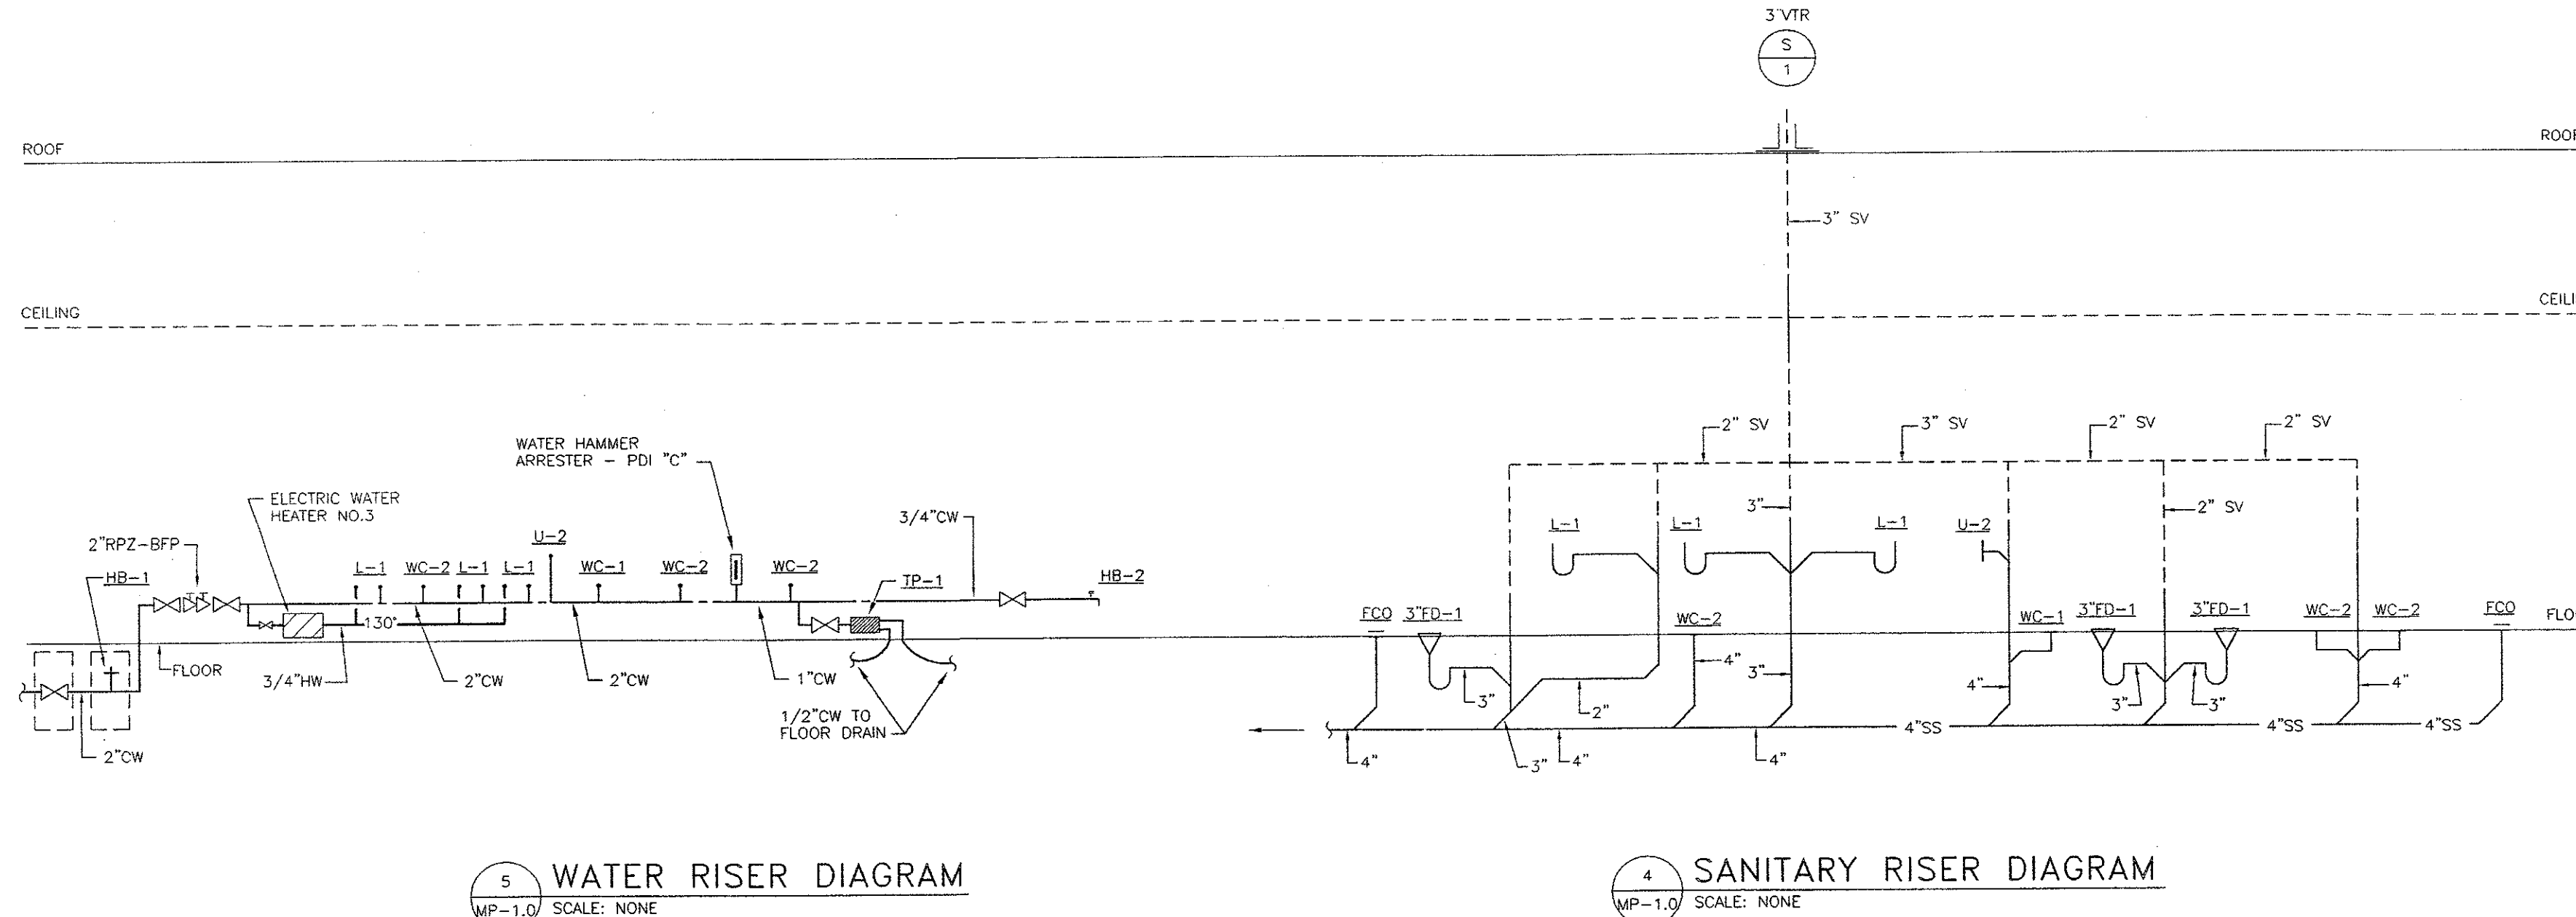 3"VTR
S
1
ROOF
ROOF
3" SV
CEILING
CEILI
2" SV
3" SV
2" SV
2" SV
WATER HAMMER
ARRESTER - PDI "C"
ELECTRIC WATER
HEATER NO.3
3/4"CW
3"
2" SV
2"RPZ-BFP
HB-1
L-1
WC-2
L-1
L-1
U-2
WC-1
WC-2
WC-2
TP-1
HB-2
L-1
L-1
L-1
U-2
130°
FCO
3"FD-1
WC-2
WC-1
3"FD-1
3"FD-1
WC-2
WC-2
FCO
FLO
FLOOR
3/4"HW
2"CW
2"CW
1"CW
1/2"CW TO
FLOOR DRAIN
2"CW
3"
2"
4"
3"
4"
3"
3"
4"
4"SS
4"SS
4"SS
4"
3"
4"
4"
5
MP-1.0
WATER RISER DIAGRAM
SCALE: NONE
4
MP-1.0
SANITARY RISER DIAGRAM
SCALE: NONE